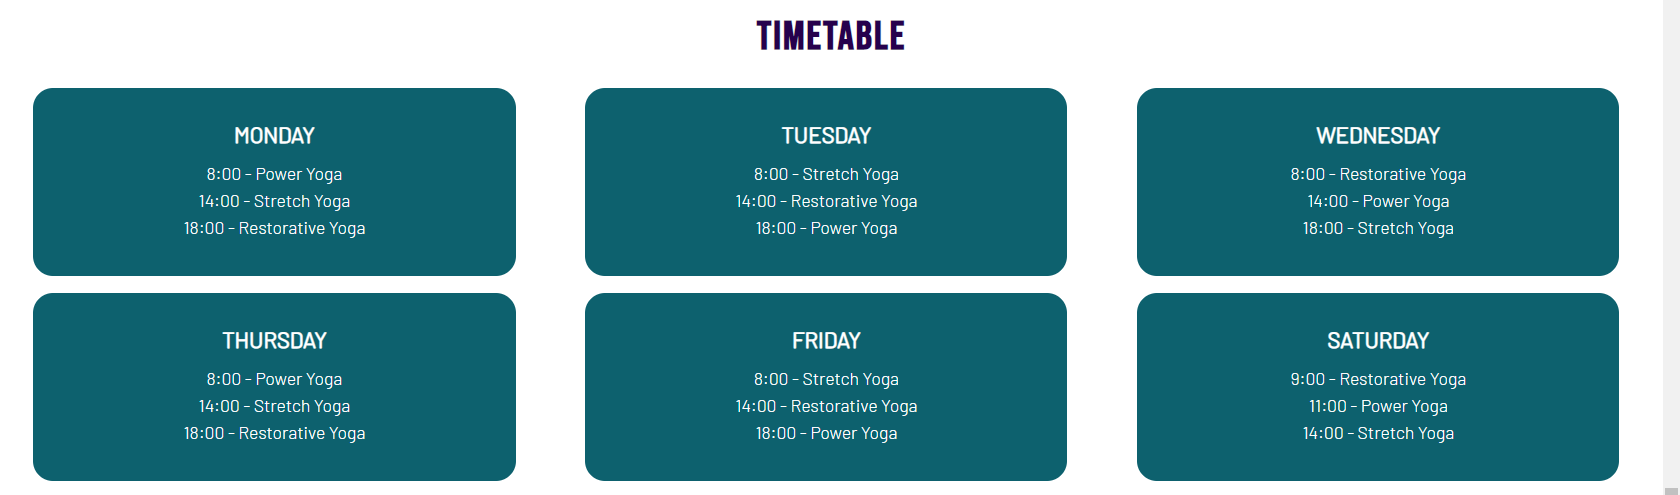 TIMETABLE
MONDAY
8:00 - Power Yoga
14:00 - Stretch Yoga
18:00 - Restorative Yoga
TUESDAY
8:00 - Stretch Yoga
14:00 - Restorative Yoga
18:00 - Power Yoga
WEDNESDAY
8:00 - Restorative Yoga
14:00 - Power Yoga
18:00 - Stretch Yoga
THURSDAY
8:00 - Power Yoga
14:00 - Stretch Yoga
18:00 - Restorative Yoga
FRIDAY
8:00 - Stretch Yoga
14:00 - Restorative Yoga
18:00 - Power Yoga
SATURDAY
9:00 - Restorative Yoga
11:00 - Power Yoga
14:00 - Stretch Yoga